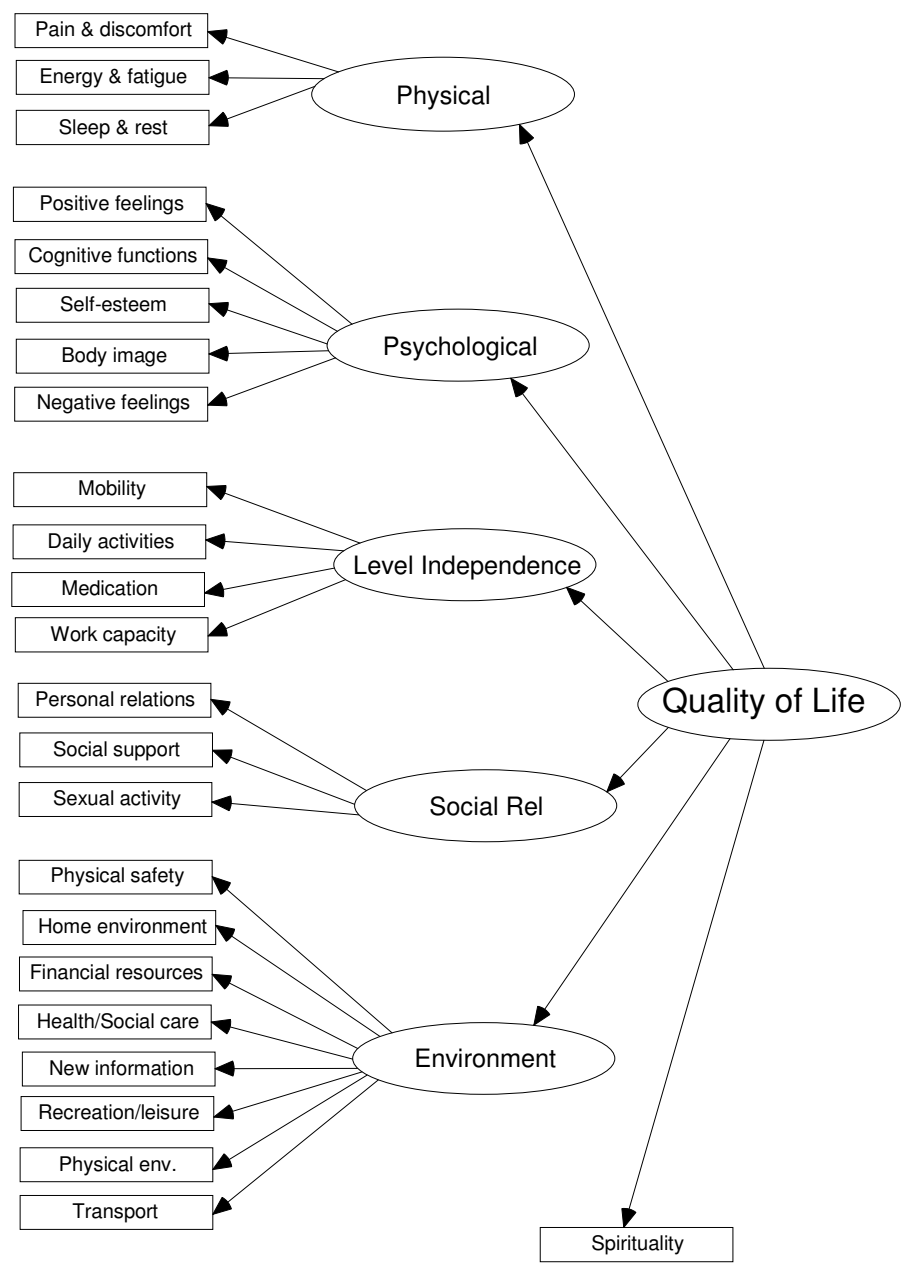 Pain & discomfort
Energy & fatigue
Sleep & rest
Physical
Positive feelings
Cognitive functions
Self-esteem
Body image
Negative feelings
Psychological
Mobility
Daily activities
Medication
Work capacity
Level Independence
Quality of Life
Personal relations
Social support
Sexual activity
Social Rel
Physical safety
Home environment
Financial resources
Health/Social care
New information
Recreation/leisure
Physical env.
Transport
Environment
Spirituality